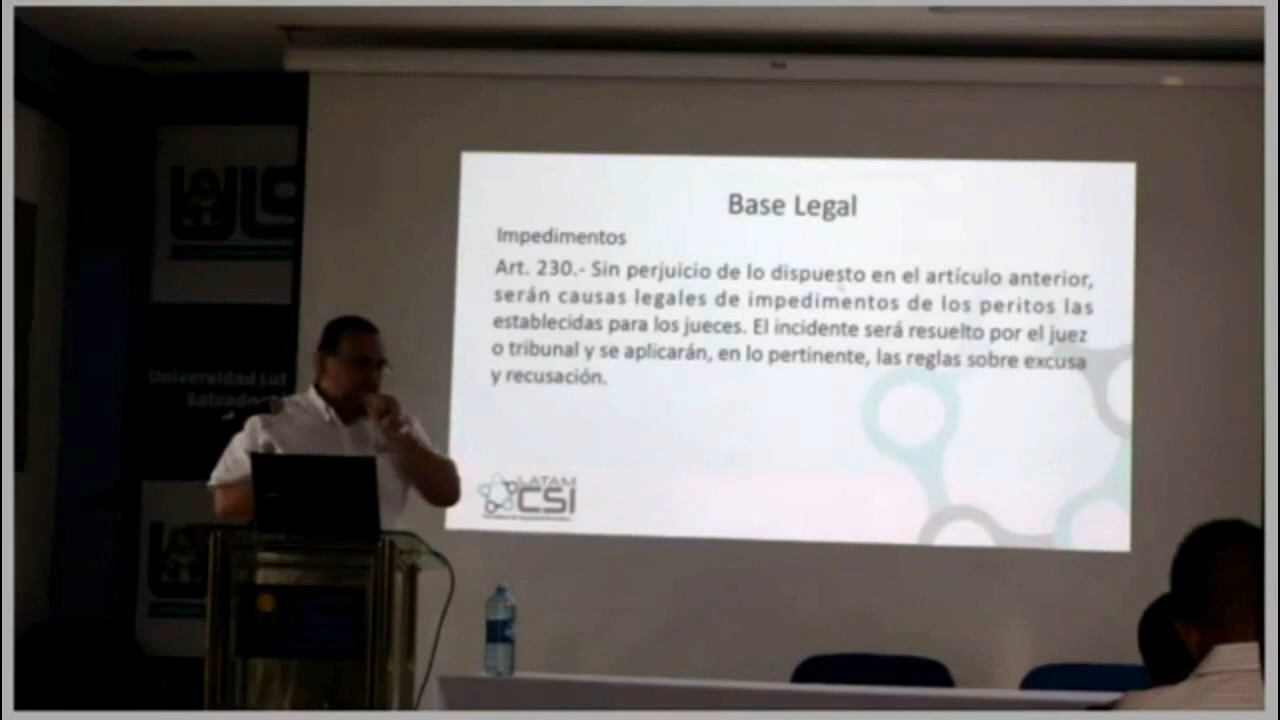 Base Legal
Impedimentos
Art. 230.- Sin perjuicio de lo dispuesto en el artículo anterior,
serán causas legales de impedimentos de los peritos las
establecidas para los jueces. El incidente será resuelto por el juez
o tribunal y se aplicarán, en lo pertinente, las reglas sobre excusa
y recusación.
LATAM
CSI
Universidad Lut
Salvado